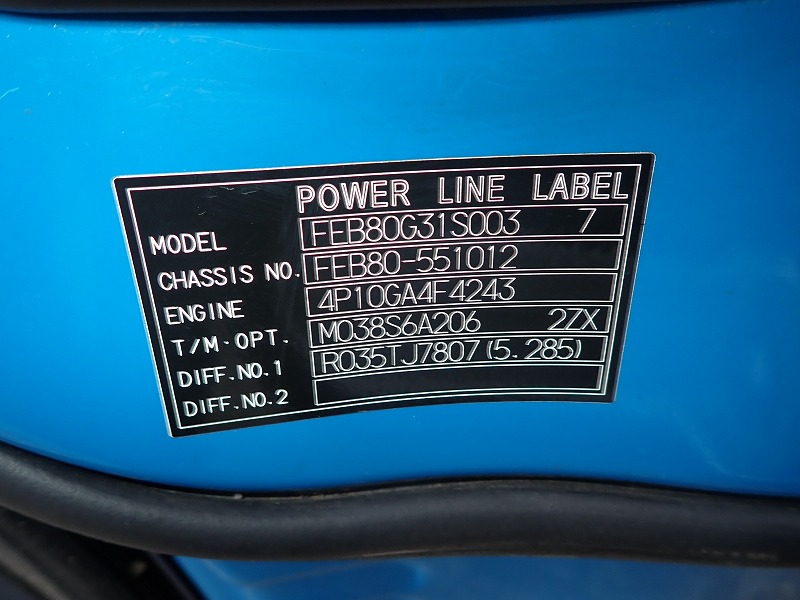 POWER LINE LABEL
MODEL FEB80G31S003 7
CHASSIS NO. FEB80-551012
ENGINE 4P10GA4F4243
T/M·OPT. M038S6A206 2ZX
DIFF.NO.1 R035TJ7807(5.285)
DIFF.NO.2